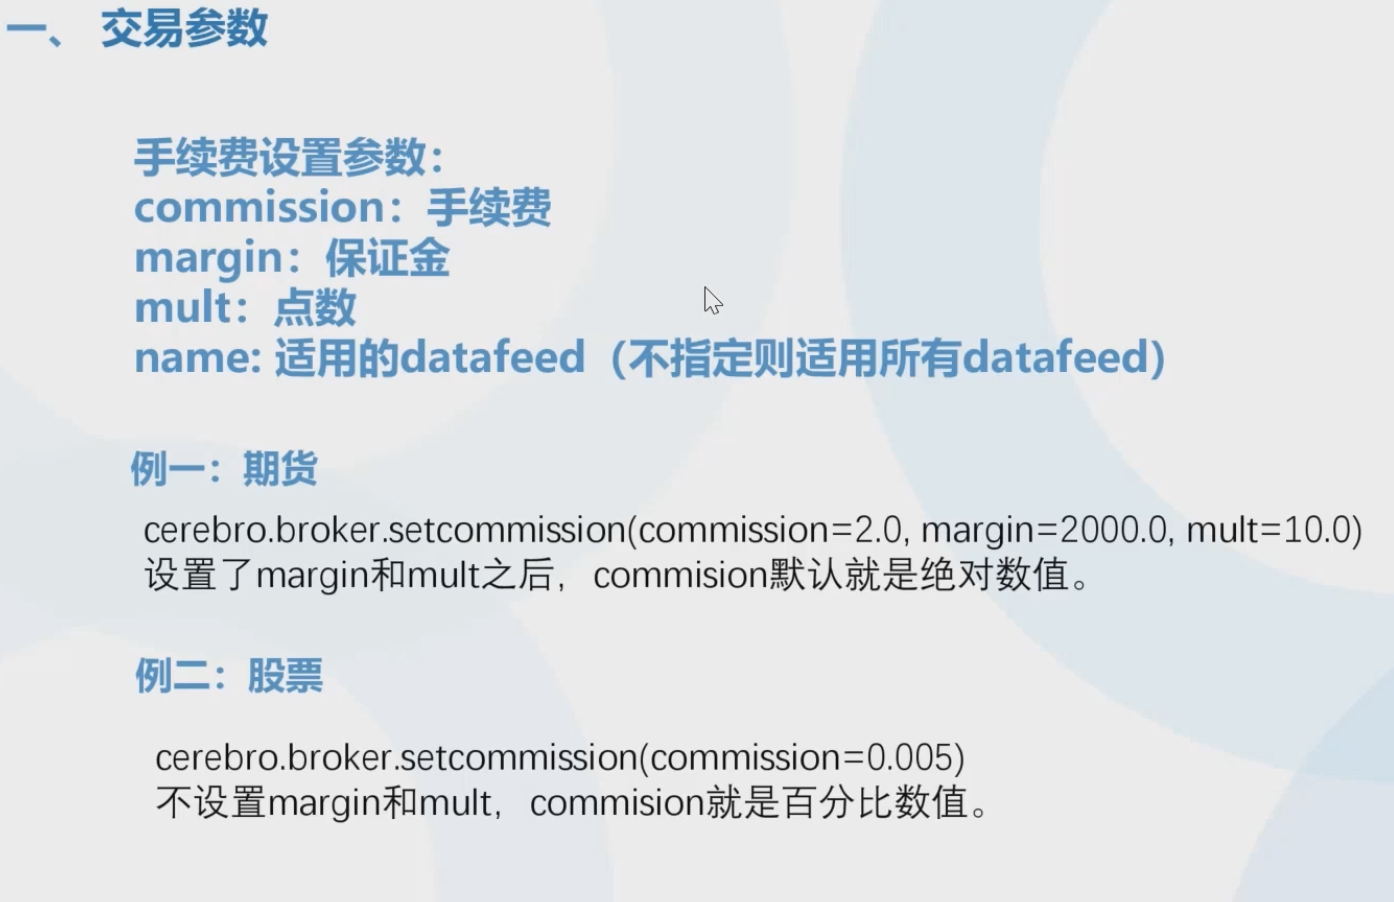 一、 交易参数
手续费设置参数：
commission：手续费
margin：保证金
mult：点数
name: 适用的datafeed（不指定则适用所有datafeed）
例一：期货
cerebro.broker.setcommission(commission=2.0, margin=2000.0, mult=10.0)
设置了margin和mult之后，commision默认就是绝对数值。
例二：股票
cerebro.broker.setcommission(commission=0.005)
不设置margin和mult，commision就是百分比数值。